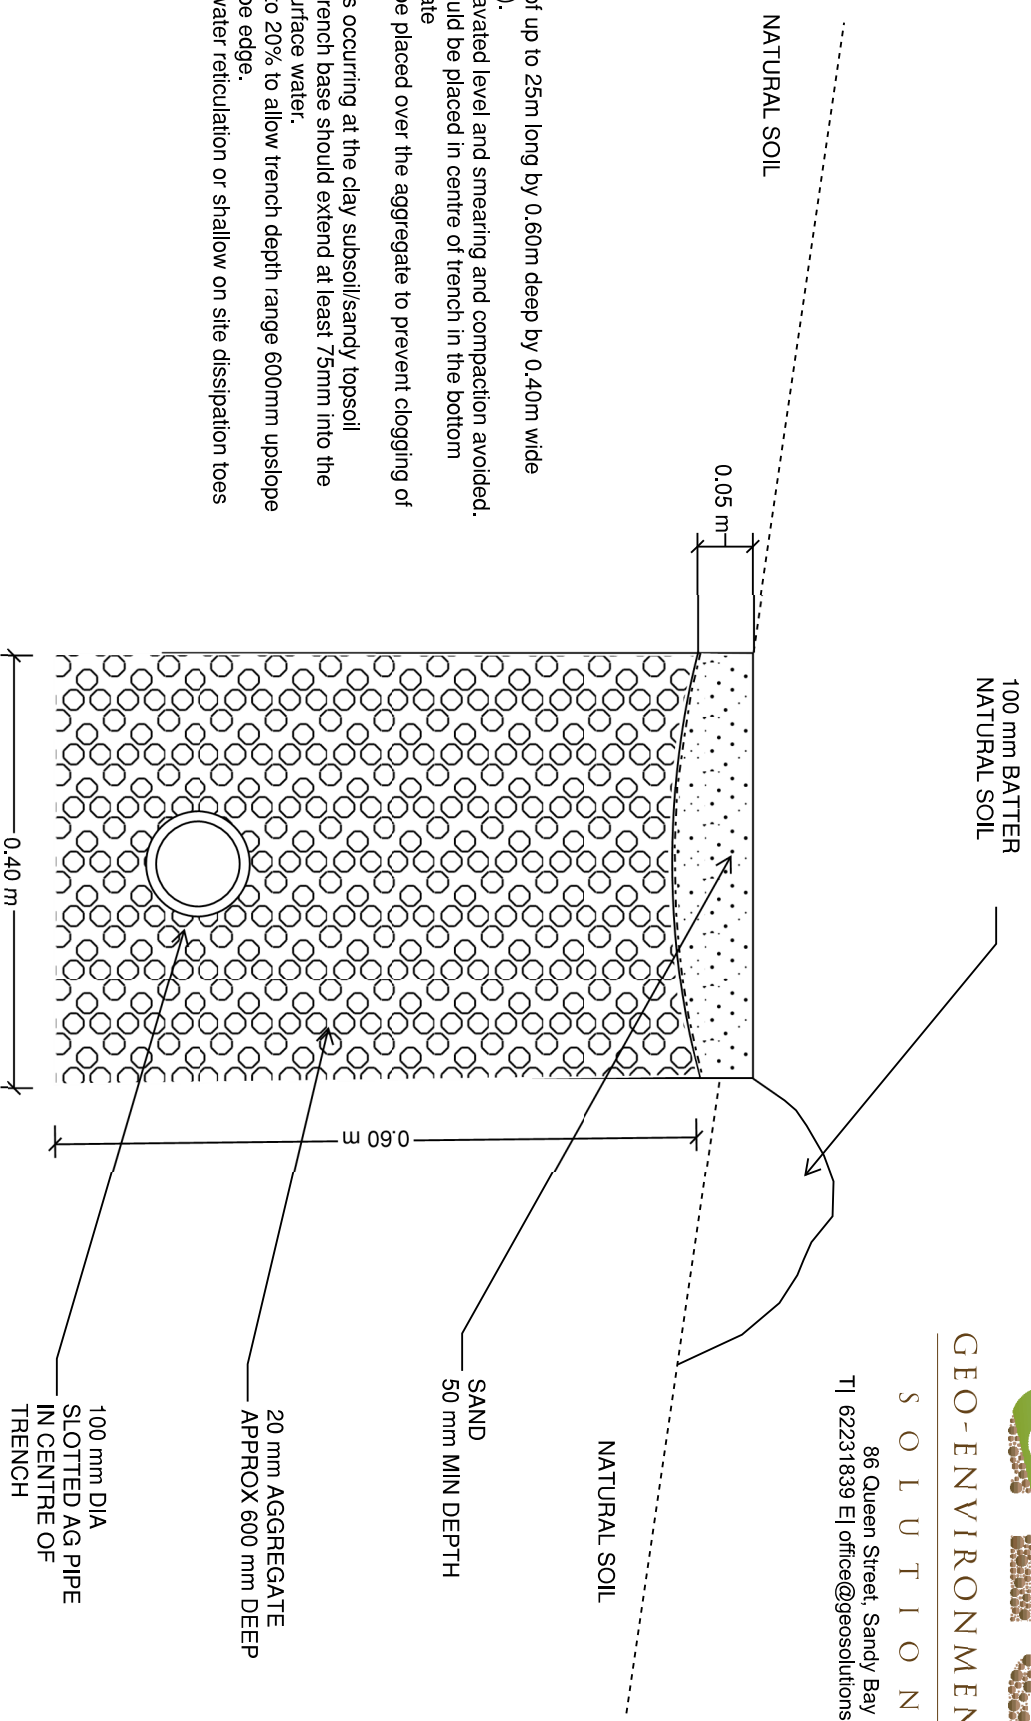 GEO-ENVIRONMEN
SOLUTION
86 Queen Street, Sandy Bay
T| 62231839 E| office@geosolutions
100 mm BATTER
NATURAL SOIL
NATURAL SOIL
0.05 m
of up to 25m long by 0.60m deep by 0.40m wide
).
avated level and smearing and compaction avoided.
uld be placed in centre of trench in the bottom
ate
be placed over the aggregate to prevent clogging of
s occurring at the clay subsoil/sandy topsoil
rench base should extend at least 75mm into the
urface water.
to 20% to allow trench depth range 600mm upslope
pe edge.
water reticulation or shallow on site dissipation toes
NATURAL SOIL
SAND
50 mm MIN DEPTH
0.60 m
20 mm AGGREGATE
APPROX 600 mm DEEP
100 mm DIA
SLOTTED AG PIPE
IN CENTRE OF
TRENCH
0.40 m